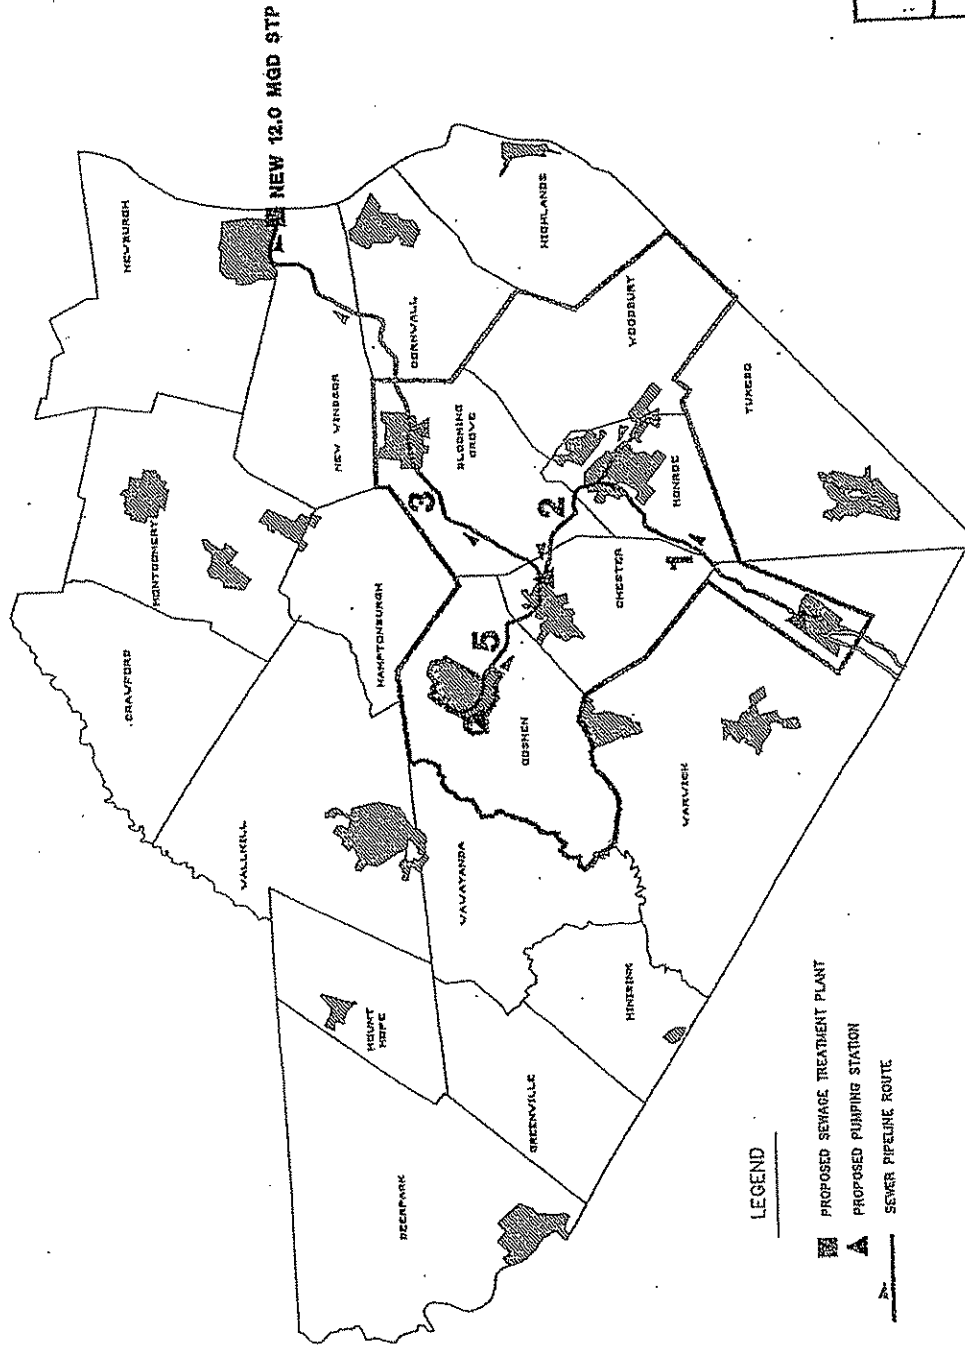 NEW 12.0 MGD STP
NEWBURGH
MONTGOMERY
CRAWFORD
NEW WINDSOR
CORNWALL
HIGHLANDS
HAMPTONBURGH
BLOOMING
GROVE
WOODBURY
WALLKILL
3
2
MONROE
TUXEDO
5
GOSHEN
CHESTER
1
WAWAYANDA
WARWICK
MOUNT
HOPE
MINISINK
GREENVILLE
DEERPARK
LEGEND
PROPOSED SEWAGE TREATMENT PLANT
PROPOSED PUMPING STATION
SEWER PIPELINE ROUTE